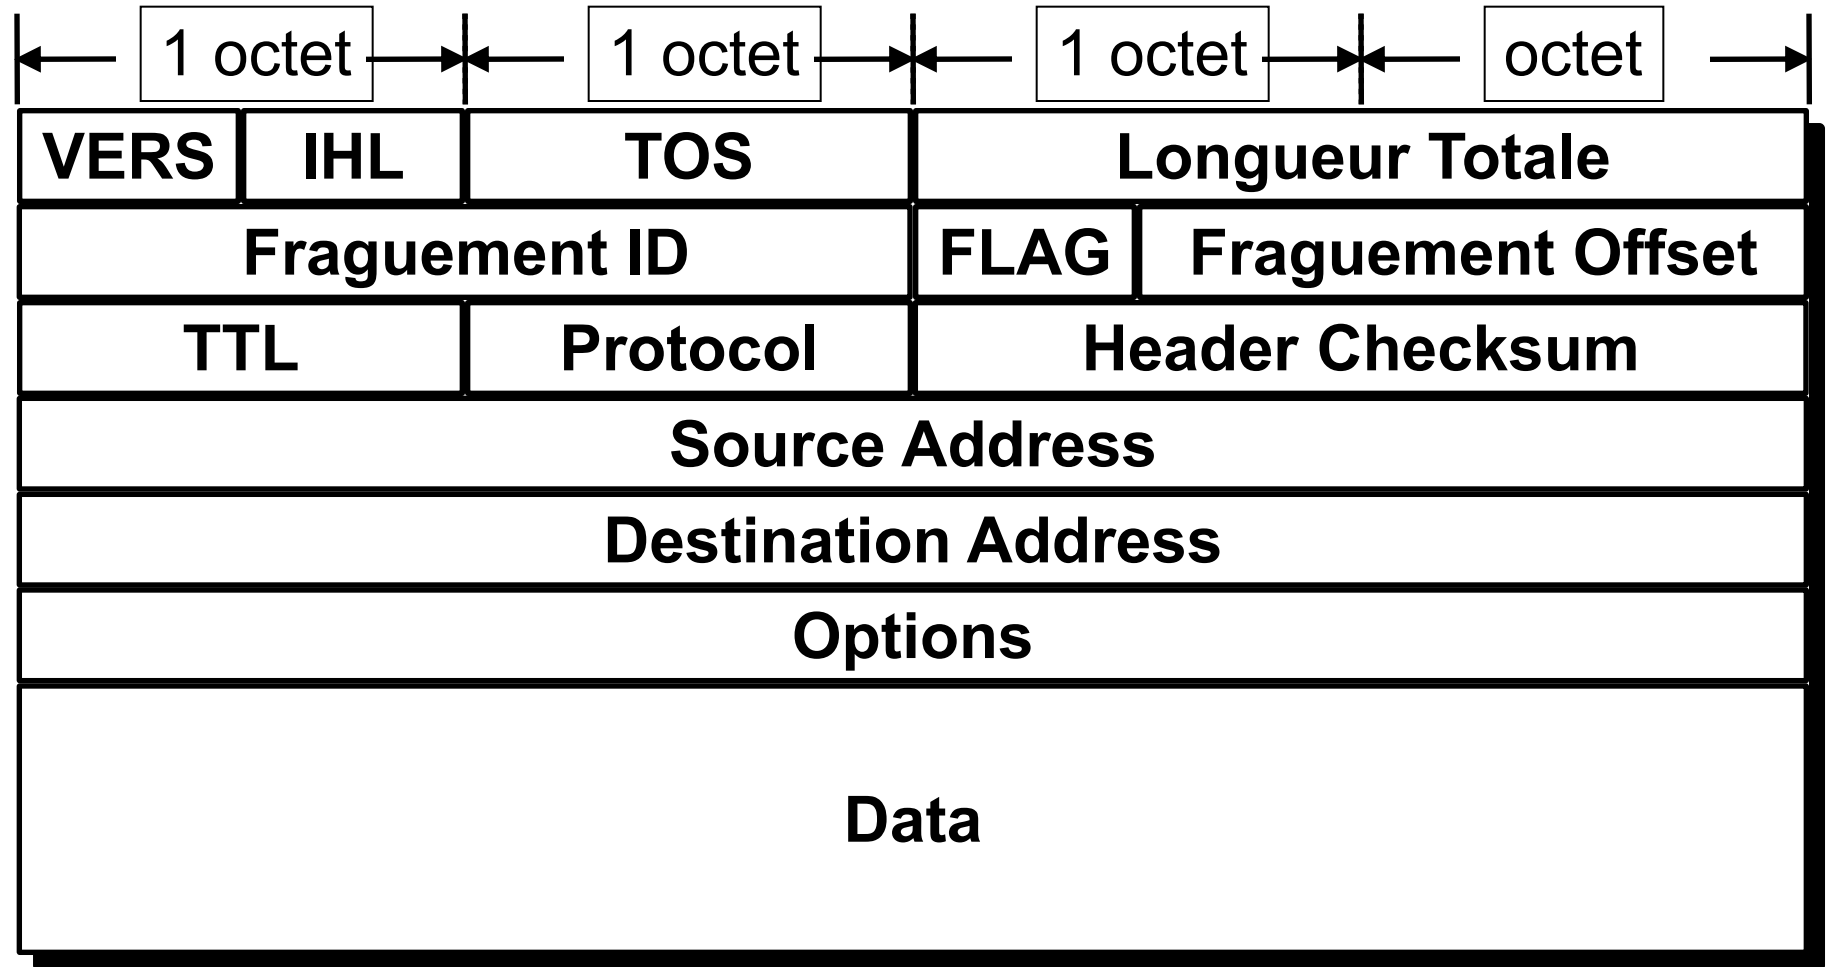 1 octet 1 octet 1 octet octet
VERS IHL TOS Longueur Totale
Fraguement ID FLAG Fraguement Offset
TTL Protocol Header Checksum
Source Address
Destination Address
Options
Data